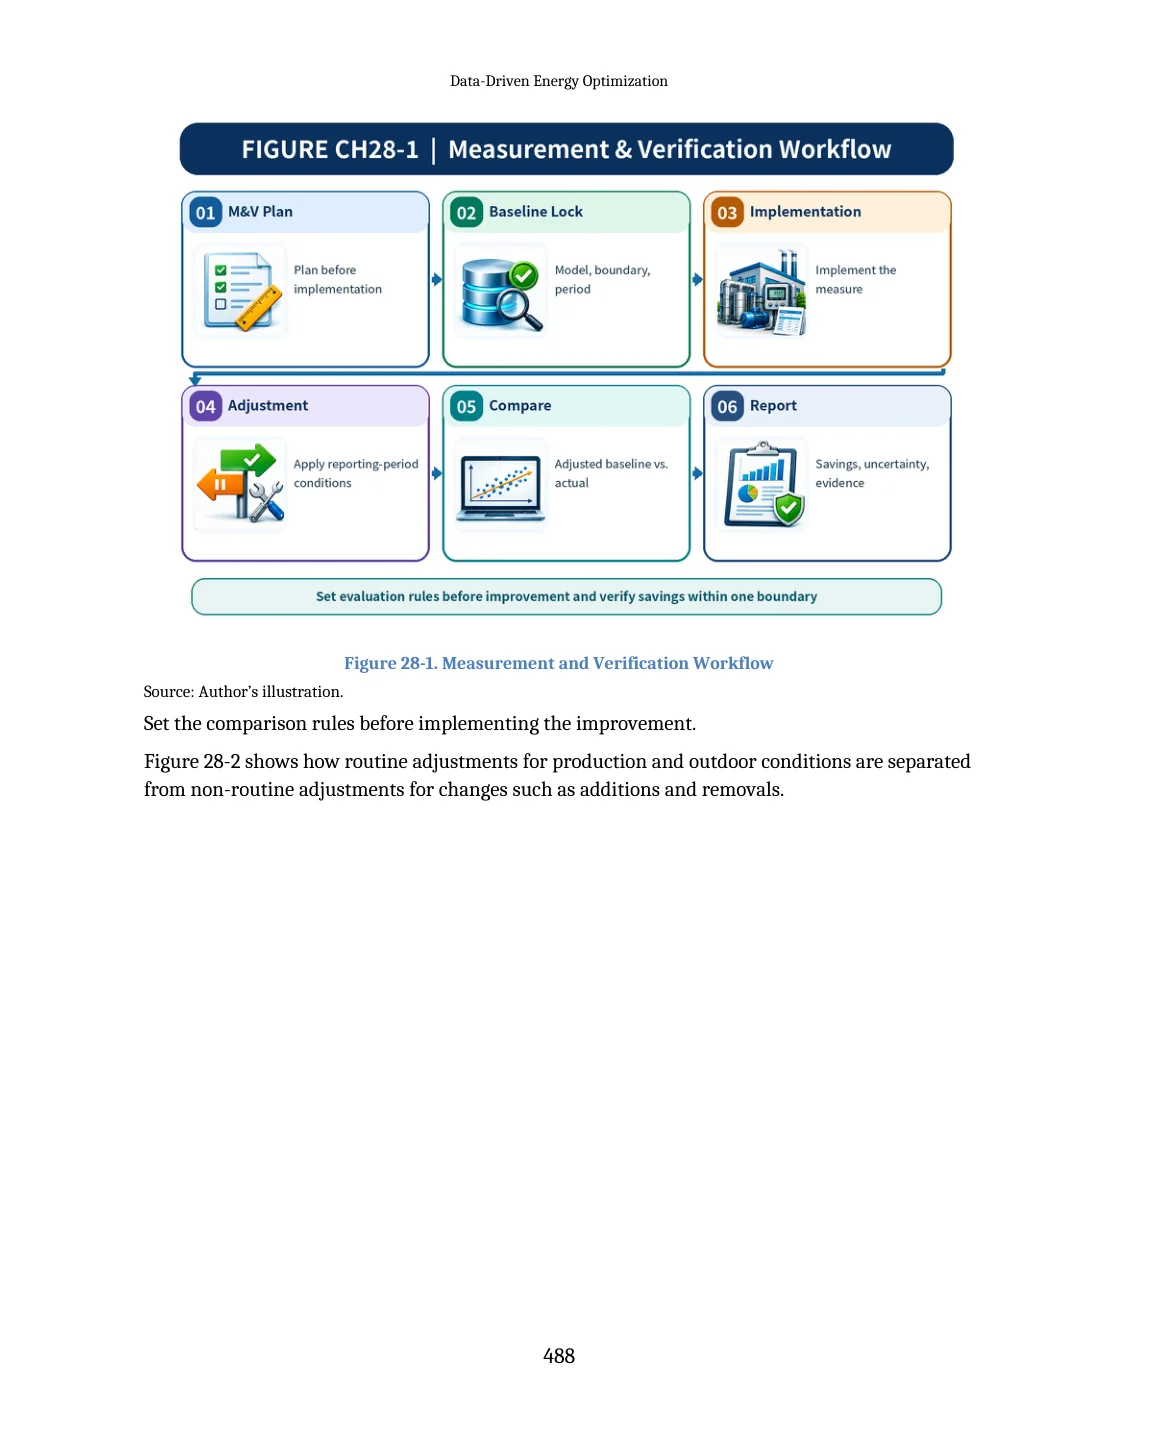 Data-Driven Energy Optimization
FIGURE CH28-1 | Measurement & Verification Workflow
01 M&V Plan
Plan before
implementation
02 Baseline Lock
Model, boundary,
period
03 Implementation
Implement the
measure
04 Adjustment
Apply reporting-period
conditions
05 Compare
Adjusted baseline vs.
actual
06 Report
Savings, uncertainty,
evidence
Set evaluation rules before improvement and verify savings within one boundary
Figure 28-1. Measurement and Verification Workflow
Source: Author’s illustration.
Set the comparison rules before implementing the improvement.
Figure 28-2 shows how routine adjustments for production and outdoor conditions are separated
from non-routine adjustments for changes such as additions and removals.
488